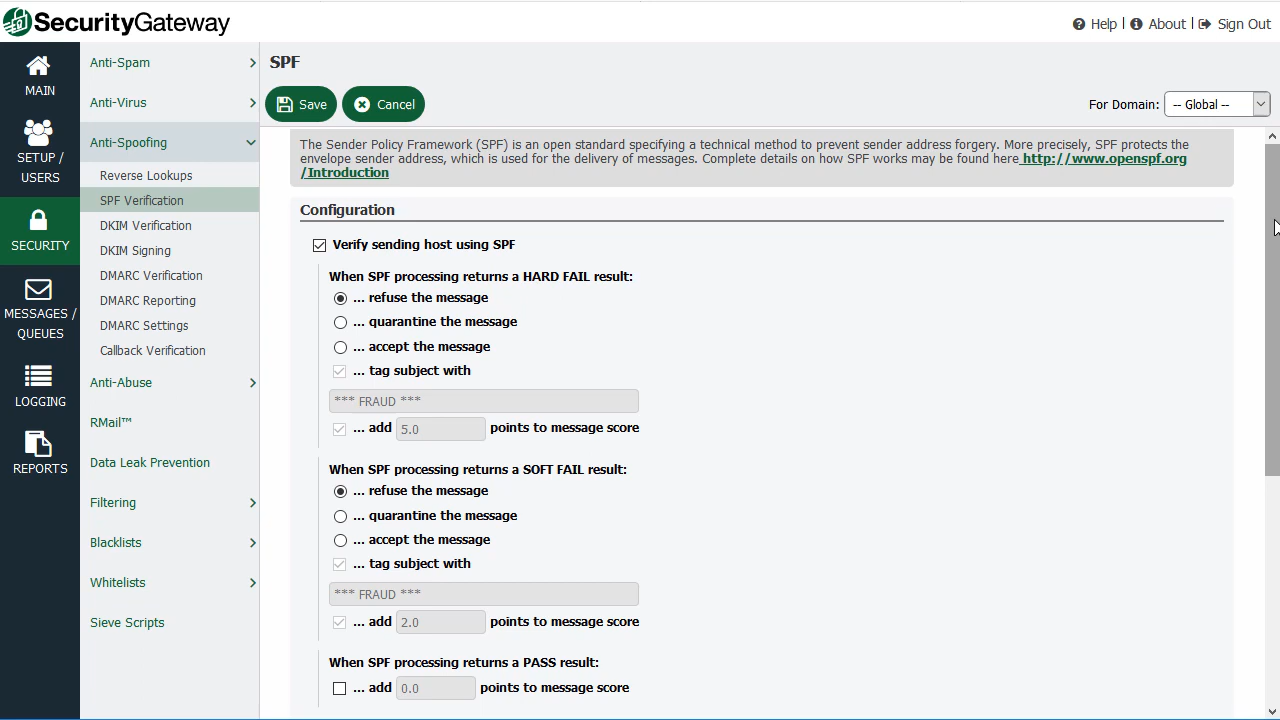 SecurityGateway
Help | About | Sign Out
MAIN
SETUP /
USERS
SECURITY
MESSAGES /
QUEUES
LOGGING
REPORTS
Anti-Spam
Anti-Virus
Anti-Spoofing
Reverse Lookups
SPF Verification
DKIM Verification
DKIM Signing
DMARC Verification
DMARC Reporting
DMARC Settings
Callback Verification
Anti-Abuse
RMail™
Data Leak Prevention
Filtering
Blacklists
Whitelists
Sieve Scripts
SPF
Save Cancel
For Domain: -- Global --
The Sender Policy Framework (SPF) is an open standard specifying a technical method to prevent sender address forgery. More precisely, SPF protects the
envelope sender address, which is used for the delivery of messages. Complete details on how SPF works may be found here http://www.openspf.org
/Introduction
Configuration
Verify sending host using SPF
When SPF processing returns a HARD FAIL result:
... refuse the message
... quarantine the message
... accept the message
... tag subject with
*** FRAUD ***
... add 5.0 points to message score
When SPF processing returns a SOFT FAIL result:
... refuse the message
... quarantine the message
... accept the message
... tag subject with
*** FRAUD ***
... add 2.0 points to message score
When SPF processing returns a PASS result:
... add 0.0 points to message score